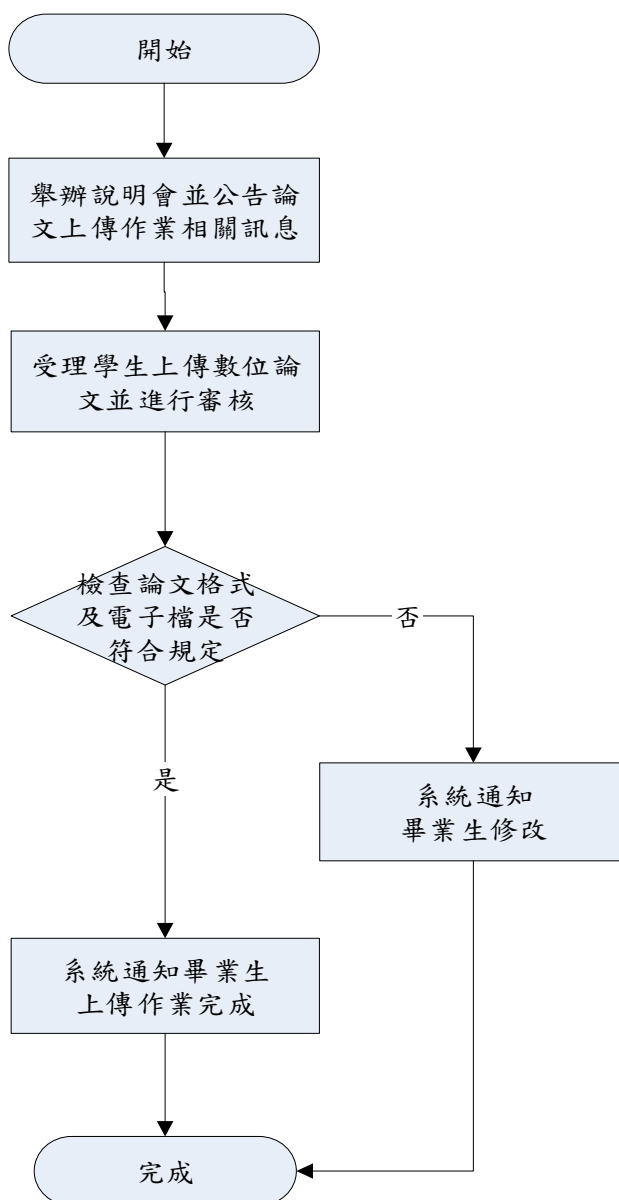 開始
舉辦說明會並公告論
文上傳作業相關訊息
受理學生上傳數位論
文並進行審核
檢查論文格式
及電子檔是否
符合規定
否
是
系統通知
畢業生修改
系統通知畢業生
上傳作業完成
完成